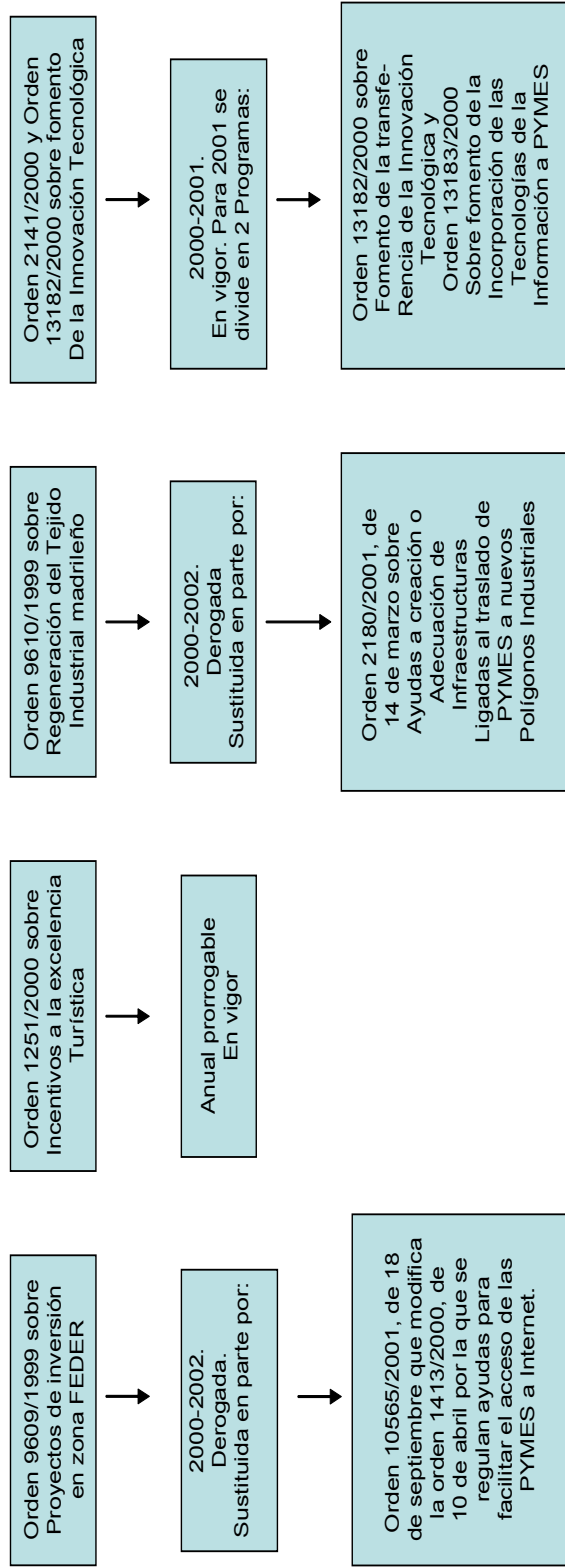 Orden 9609/1999 sobre
Proyectos de inversión
en zona FEDER
2000-2002.
Derogada.
Sustituida en parte por:
Orden 10565/2001, de 18
de septiembre que modifica
la orden 1413/2000, de
10 de abril por la que se
regulan ayudas para
facilitar el acceso de las
PYMES a Internet.
Orden 1251/2000 sobre
Incentivos a la excelencia
Turística
Anual prorrogable
En vigor
Orden 9610/1999 sobre
Regeneración del Tejido
Industrial madrileño
2000-2002.
Derogada
Sustituida en parte por:
Orden 2180/2001, de
14 de marzo sobre
Ayudas a creación o
Adecuación de
Infraestructuras
Ligadas al traslado de
PYMES a nuevos
Polígonos Industriales
Orden 2141/2000 y Orden
13182/2000 sobre fomento
De la Innovación Tecnológica
2000-2001.
En vigor. Para 2001 se
divide en 2 Programas:
Orden 13182/2000 sobre
Fomento de la transfe-
Rencia de la Innovación
Tecnológica y
Orden 13183/2000
Sobre fomento de la
Incorporación de las
Tecnologías de la
Información a PYMES